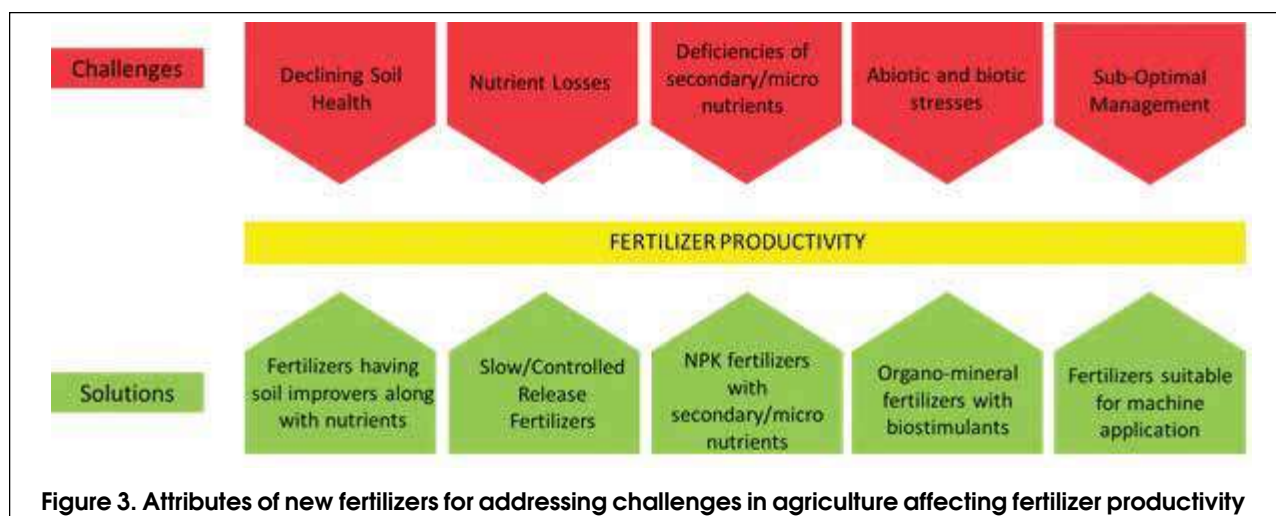 Challenges
Declining Soil
Health
Nutrient Losses
Deficiencies of
secondary/micro
nutrients
Abiotic and biotic
stresses
Sub-Optimal
Management
FERTILIZER PRODUCTIVITY
Solutions
Fertilizers having
soil improvers along
with nutrients
Slow/Controlled
Release
Fertilizers
NPK fertilizers
with
secondary/micro
nutrients
Organo-mineral
fertilizers with
biostimulants
Fertilizers suitable
for machine
application
Figure 3. Attributes of new fertilizers for addressing challenges in agriculture affecting fertilizer productivity